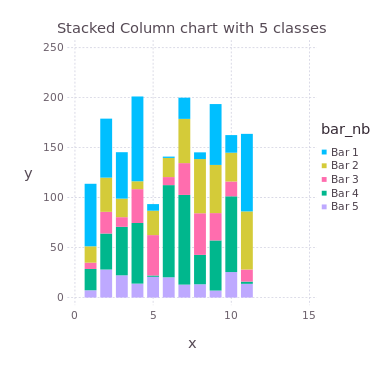 Stacked Column chart with 5 classes
250
200
150
100
50
0
y
0 5 10 15
x
bar_nb
Bar 1
Bar 2
Bar 3
Bar 4
Bar 5